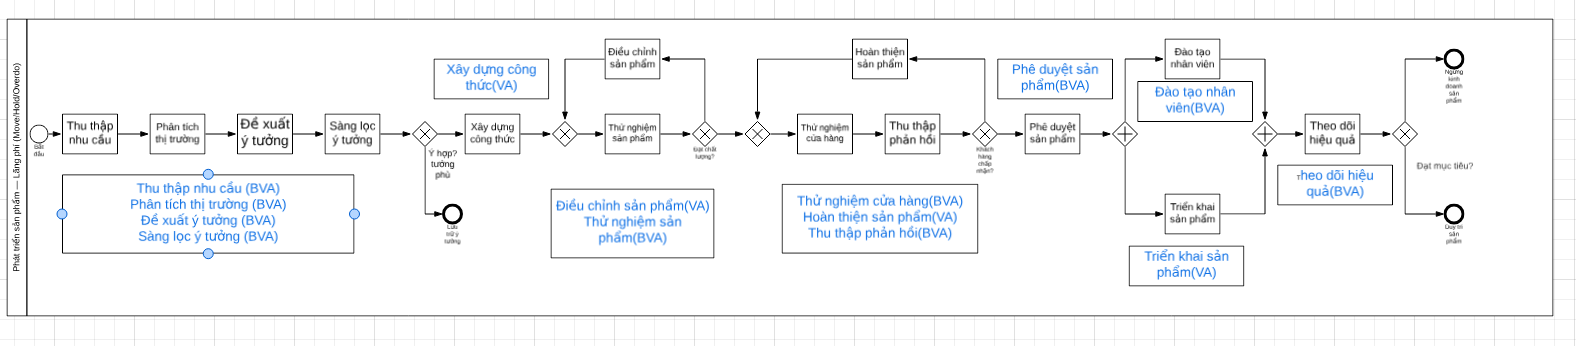 Phát triển sản phẩm — Lãng phí (Move/Hold/Overdo)
Bắt
đầu
Thu thập
nhu cầu
Phân tích
thị trường
Đề xuất
ý tưởng
Sàng lọc
ý tưởng
Ý hợp?
tưởng
phù
Lưu
trữ ý
tưởng
Thu thập nhu cầu (BVA)
Phân tích thị trường (BVA)
Đề xuất ý tưởng (BVA)
Sàng lọc ý tưởng (BVA)
Xây dựng công
thức(VA)
Xây dựng
công thức
Điều chỉnh
sản phẩm
Thử nghiệm
sản phẩm
Đạt chất
lượng?
Điều chỉnh sản phẩm(VA)
Thử nghiệm sản
phẩm(BVA)
Hoàn thiện
sản phẩm
Thử nghiệm
cửa hàng
Thu thập
phản hồi
Khách
hàng
chấp
nhận?
Thử nghiệm cửa hàng(BVA)
Hoàn thiện sản phẩm(VA)
Thu thập phản hồi(BVA)
Phê duyệt sản
phẩm(BVA)
Phê duyệt
sản phẩm
Đào tạo
nhân viên
Đào tạo nhân
viên(BVA)
Triển khai
sản phẩm
Triển khai sản
phẩm(VA)
Theo dõi
hiệu quả
Theo dõi hiệu
quả(BVA)
Đạt mục tiêu?
Ngừng
kinh
doanh
sản
phẩm
Duy trì
sản
phẩm